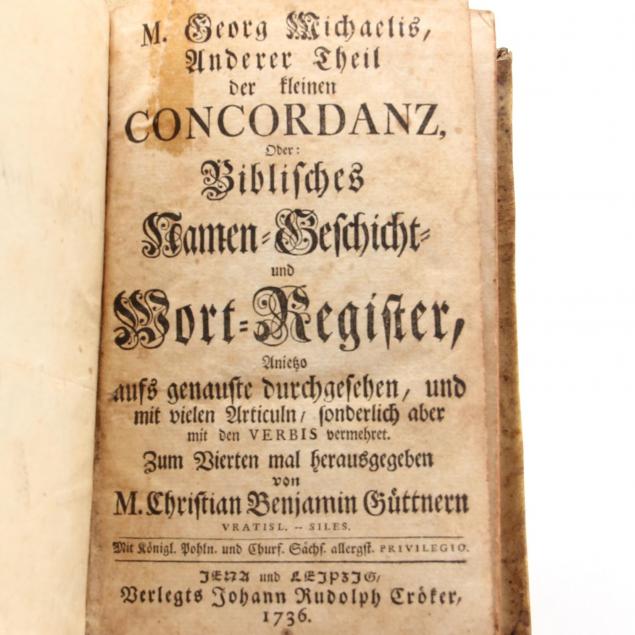 M. Georg Michaelis,
Anderer Theil
der kleinen
CONCORDANZ,
Oder:
Biblisches
Namen-Geschicht-
und
Wort-Register,
Anietzo
aufs genauste durchgesehen, und
mit vielen Articuln/ sonderlich aber
mit den VERBIS vermehret.
Zum Vierten mal herausgegeben
von
M. Christian Benjamin Güttnern
VRATISL. -- SILES.
Mit Königl. Pohln. und Churf. Sächs. allergst. PRIVILEGIO.
JENA und LEJPZJG,
Verlegts Johann Rudolph Cröker,
1736.